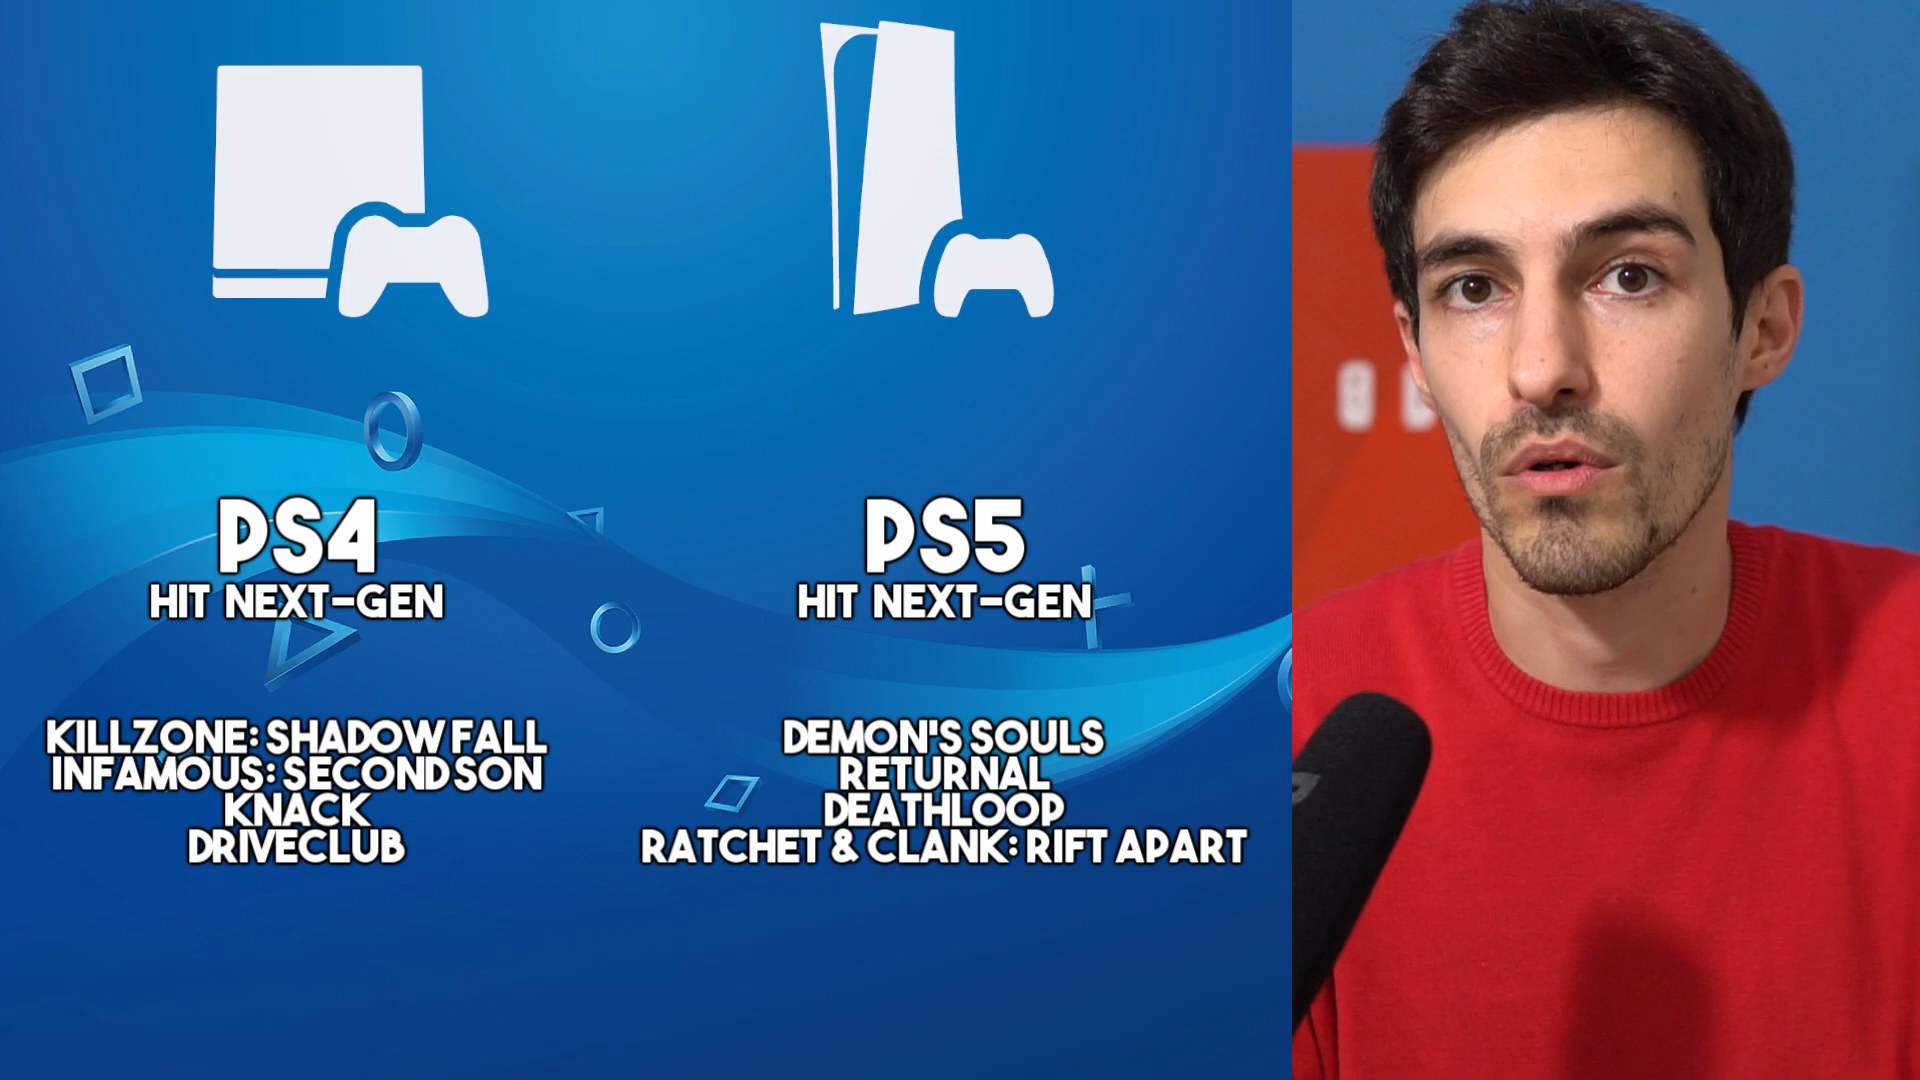 PS4
HIT NEXT-GEN
KILLZONE: SHADOW FALL
INFAMOUS: SECOND SON
KNACK
DRIVECLUB
PS5
HIT NEXT-GEN
DEMON'S SOULS
RETURNAL
DEATHLOOP
RATCHET & CLANK: RIFT APART